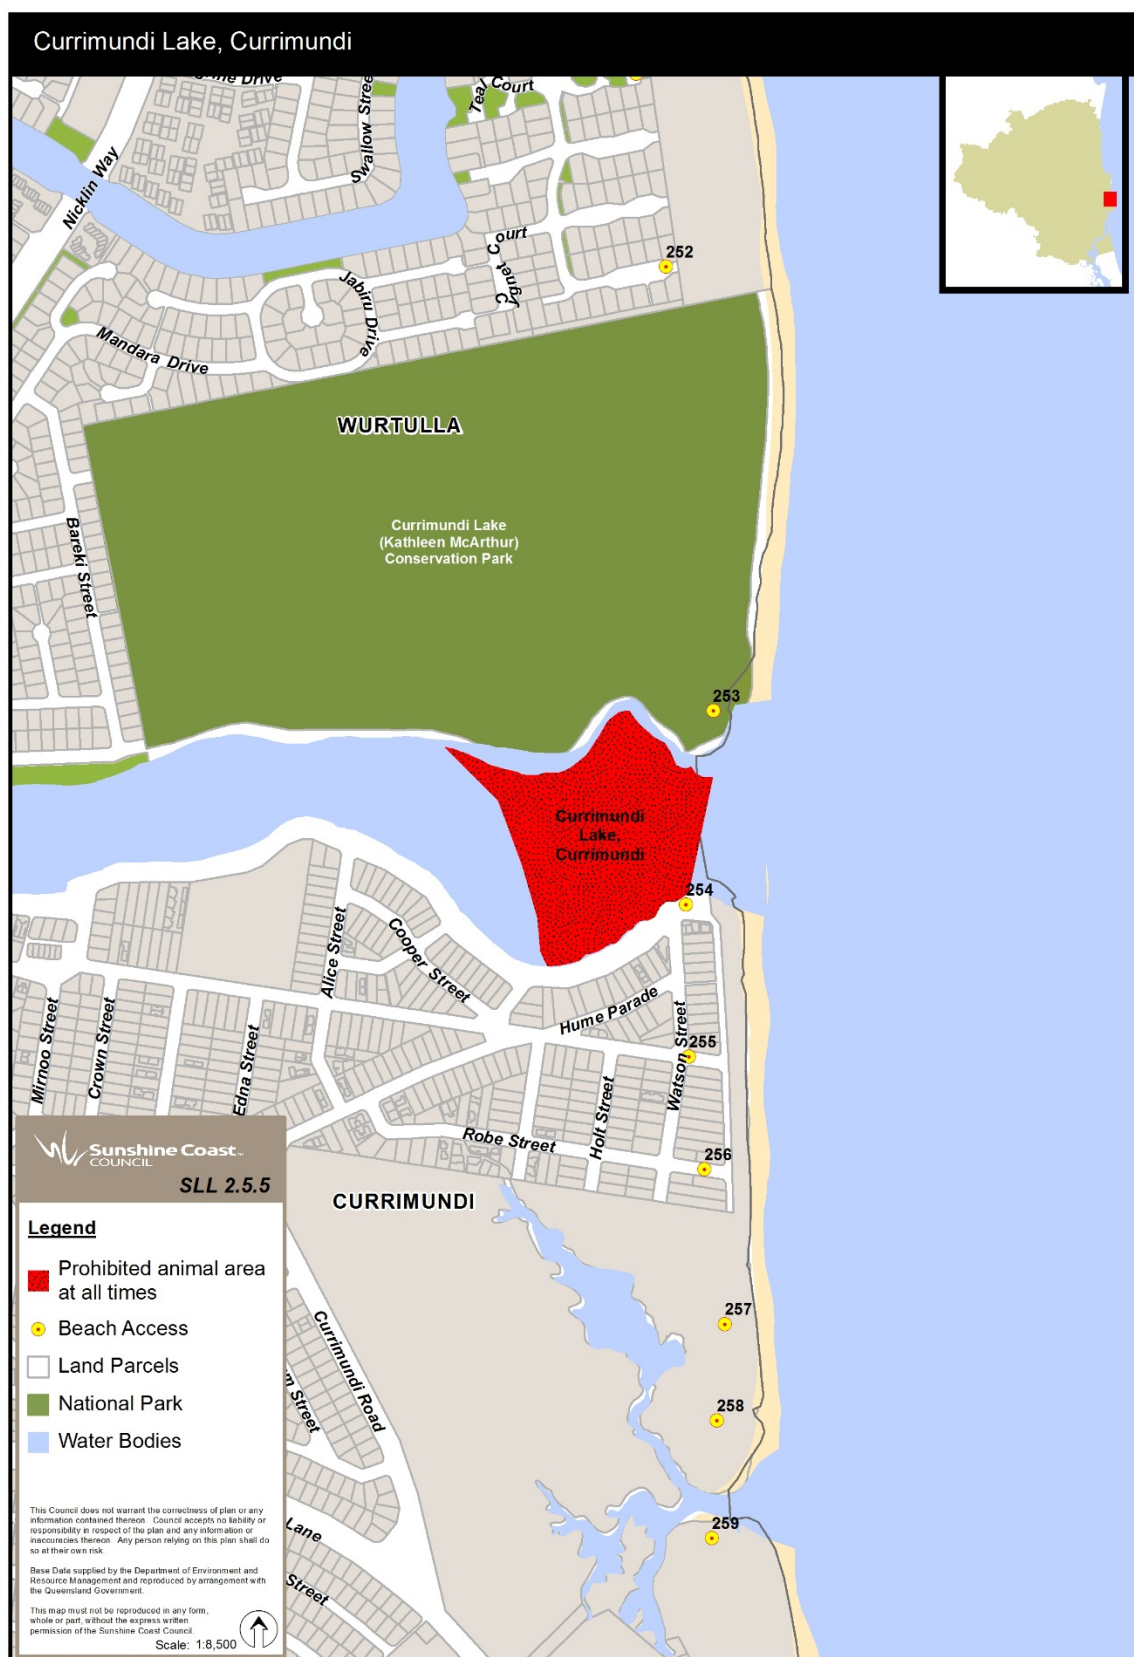 Currimundi Lake, Currimundi
Drive
Swallow Street
Teal Court
Nicklin Way
Cygnet Court
252
Jabiru Drive
Mandara Drive
WURTULLA
Currimundi Lake
(Kathleen McArthur)
Conservation Park
Bareki Street
253
Currimundi
Lake,
Currimundi
254
Alice Street
Cooper Street
Hume Parade
Mirnoo Street
Crown Street
Edna Street
Watson Street
255
Holt Street
Robe Street
256
CURRIMUNDI
257
258
259
Currimundi Road
Street
Lane
Street
Sunshine Coast
COUNCIL
SLL 2.5.5
Legend
Prohibited animal area
at all times
Beach Access
Land Parcels
National Park
Water Bodies
This Council does not warrant the correctness of plan or any
information contained thereon. Council accepts no liability or
responsibility in respect of the plan and any information or
inaccuracies thereon. Any person relying on this plan shall do
so at their own risk.
Base Data supplied by the Department of Environment and
Resource Management and reproduced by arrangement with
the Queensland Government.
This map must not be reproduced in any form,
whole or part, without the express written
permission of the Sunshine Coast Council.
Scale: 1:8,500